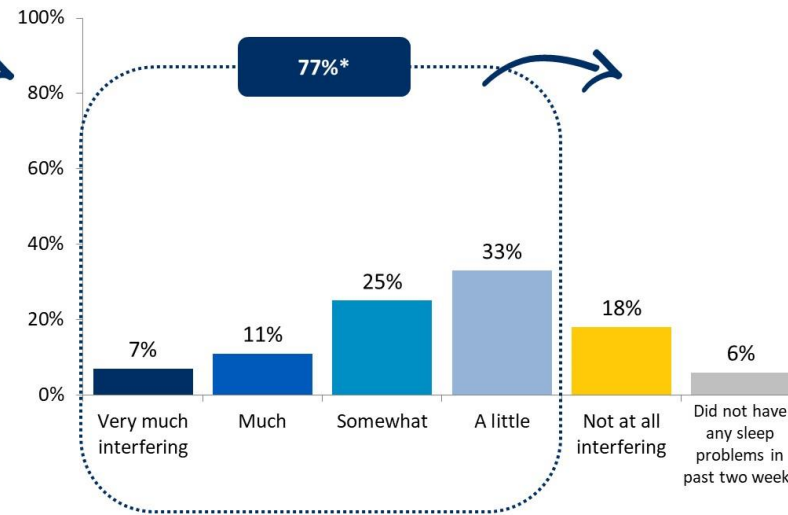 100%
77%*
80%
60%
40%
33%
25%
20%
18%
11%
7%
6%
0%
Very much
interfering
Much
Somewhat
A little
Not at all
interfering
Did not have
any sleep
problems in
past two week